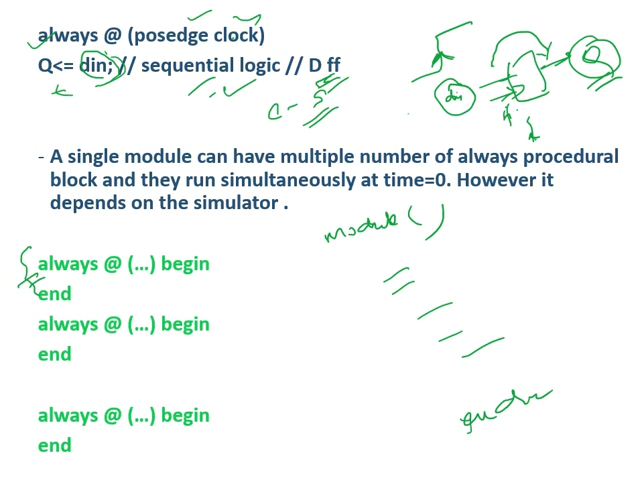 always @ (posedge clock)
Q<= din; // sequential logic // D ff
din
Q
- A single module can have multiple number of always procedural
block and they run simultaneously at time=0. However it
depends on the simulator .
module ( )
always @ (...) begin
end
always @ (...) begin
end
always @ (...) begin
end